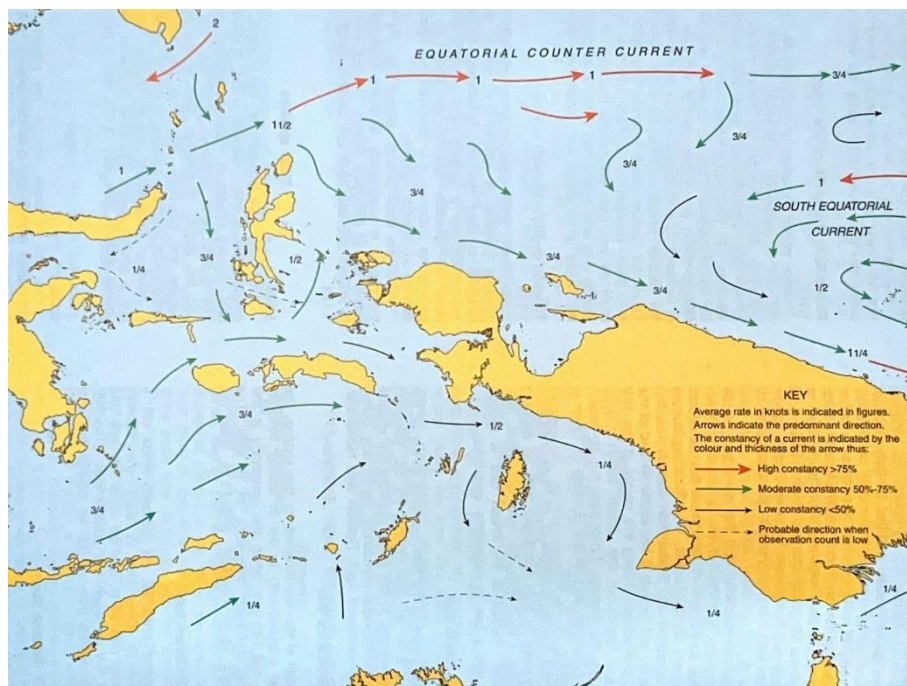 2
EQUATORIAL COUNTER CURRENT
1
1
1
3/4
1 1/2
3/4
3/4
1
3/4
1
SOUTH EQUATORIAL
CURRENT
1/4
3/4
1/2
3/4
3/4
1/2
1 1/4
3/4
1/2
1/4
3/4
2
1/4
1/4
1/4
KEY
Average rate in knots is indicated in figures.
Arrows indicate the predominant direction.
The constancy of a current is indicated by the
colour and thickness of the arrow thus:
High constancy >75%
Moderate constancy 50%-75%
Low constancy <50%
Probable direction when
observation count is low